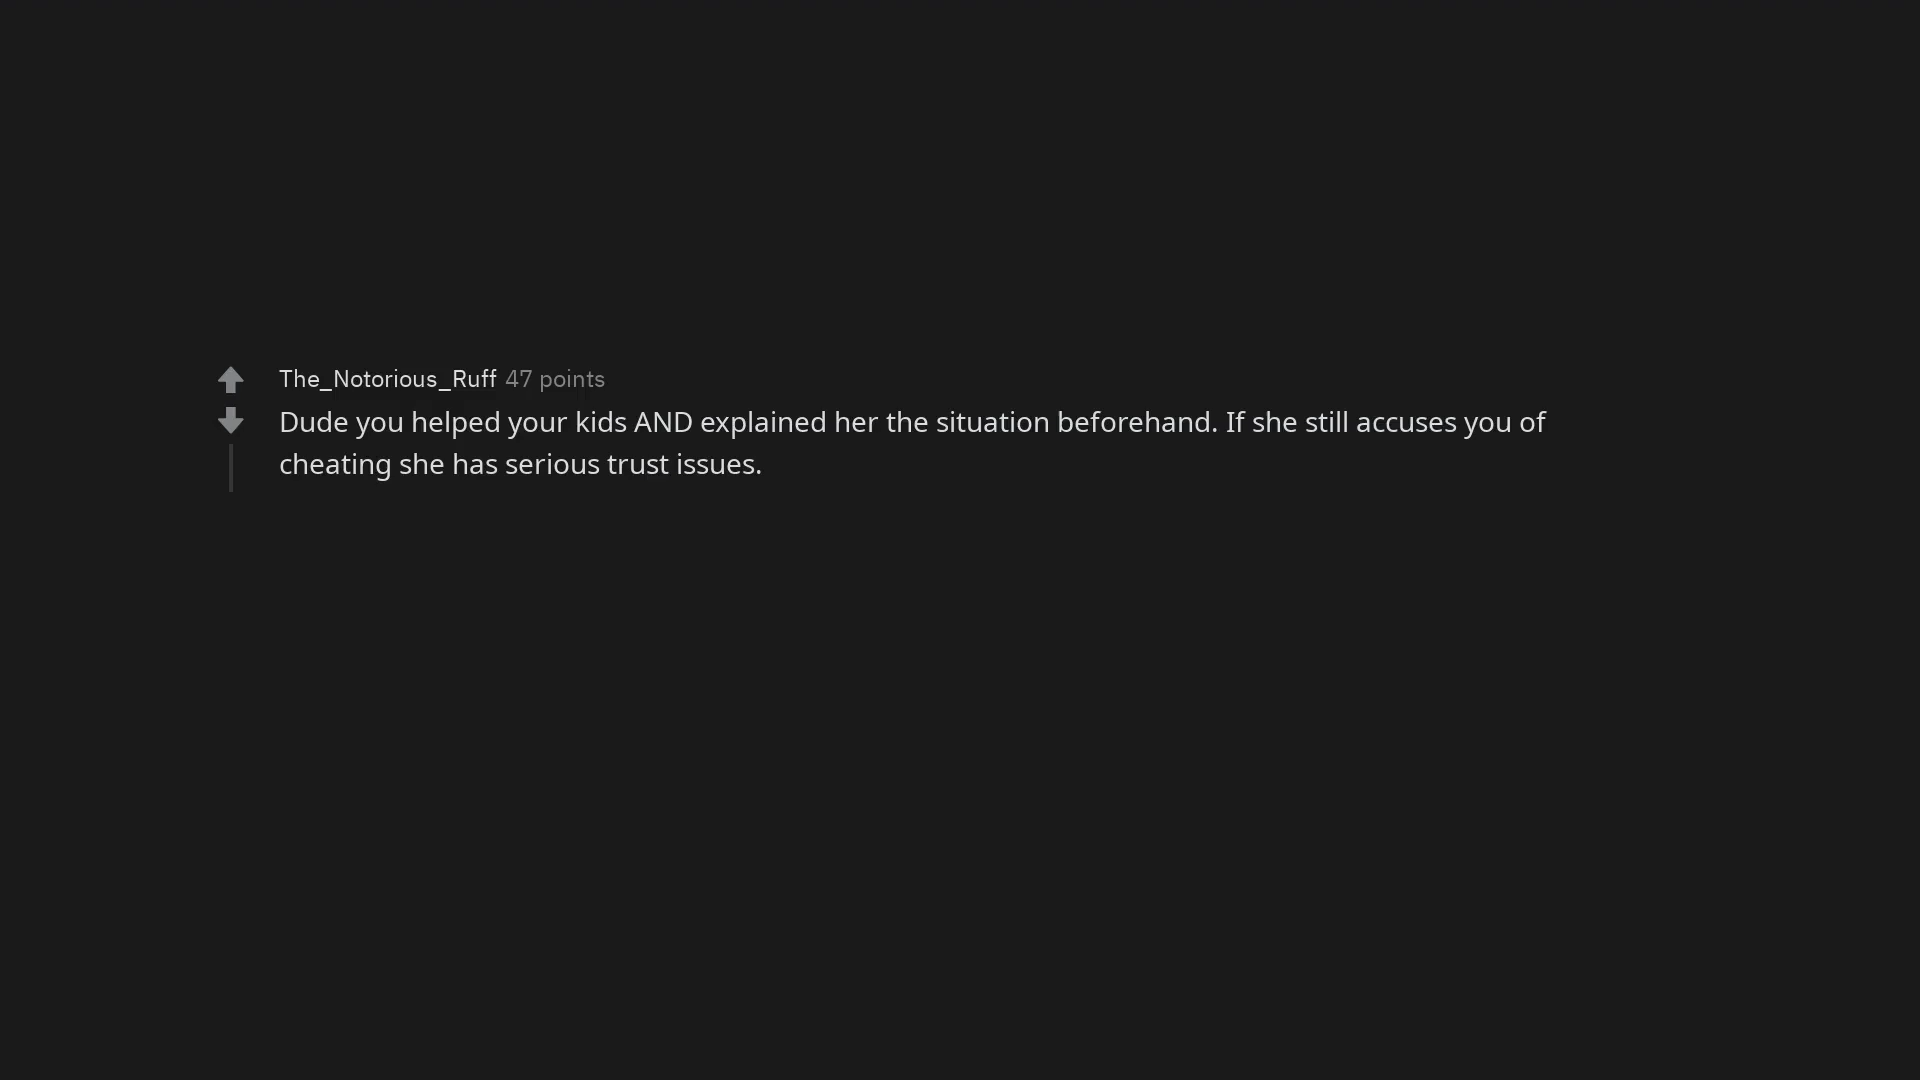 The_Notorious_Ruff 47 points
Dude you helped your kids AND explained her the situation beforehand. If she still accuses you of
cheating she has serious trust issues.